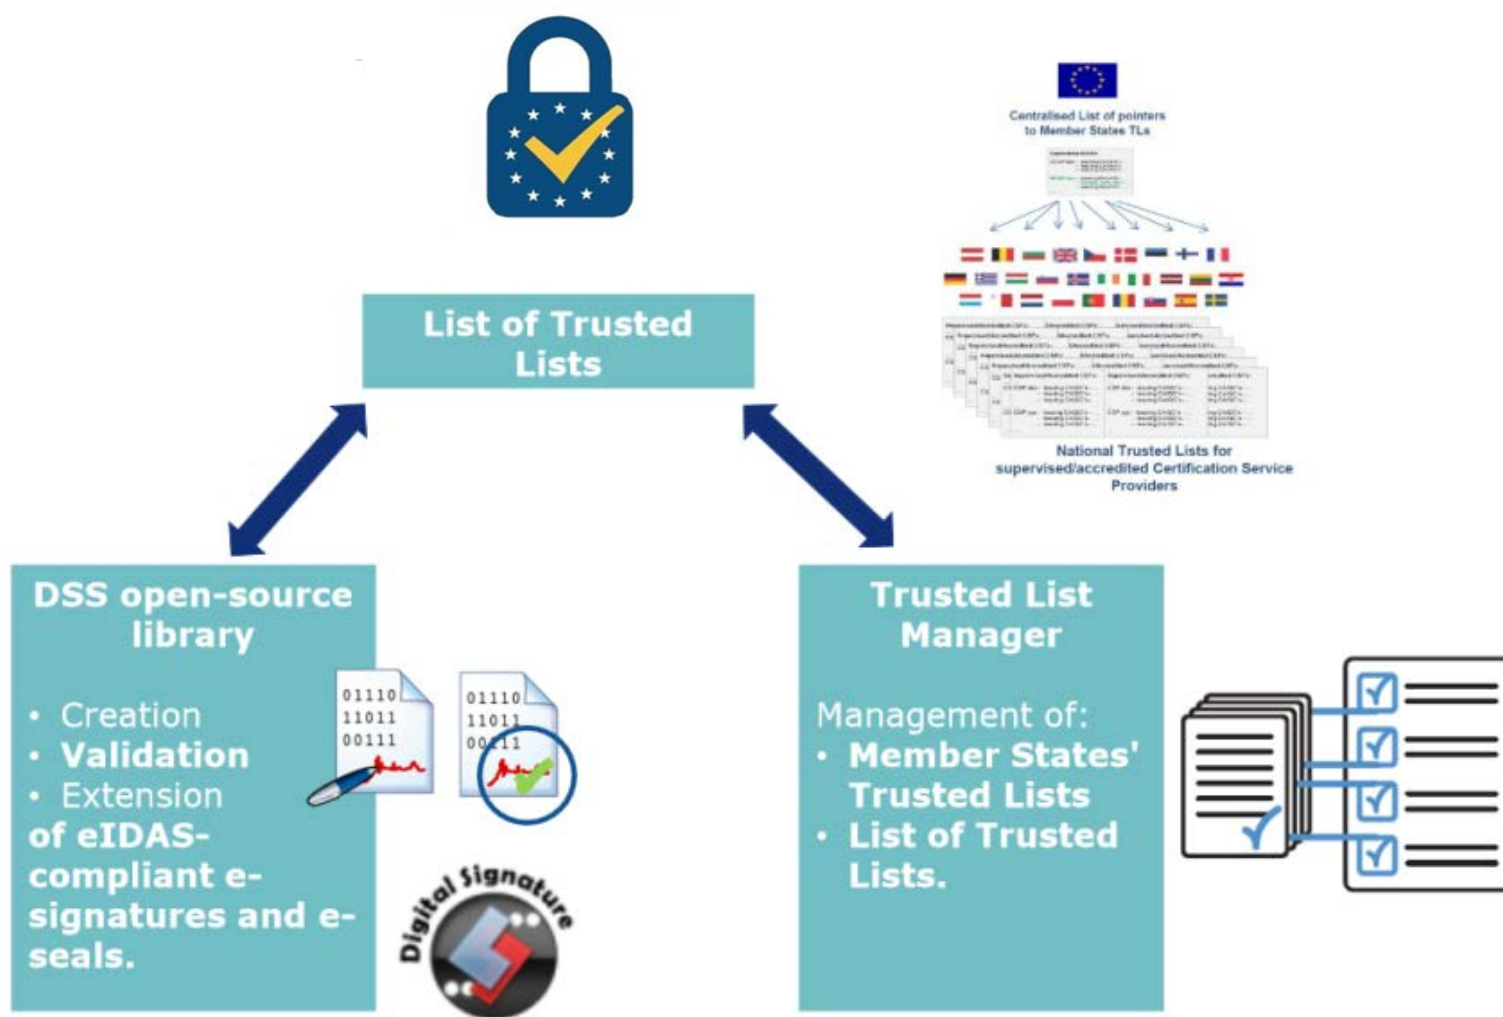 Centralised List of pointers
to Member States TLs
List of Trusted
Lists
National Trusted Lists for
supervised/accredited Certification Service
Providers
DSS open-source
library
• Creation
• Validation
• Extension
of eIDAS-
compliant e-
signatures and e-
seals.
01110
11011
00111
01110
11011
00111
Digital Signature
Trusted List
Manager
Management of:
• Member States'
Trusted Lists
• List of Trusted
Lists.